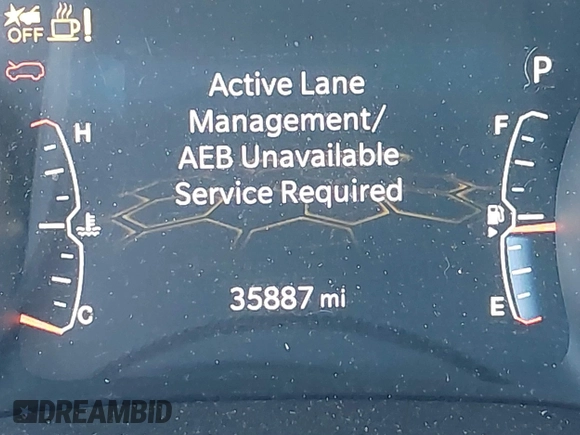 OFF
!
P
Active Lane
Management/
AEB Unavailable
Service Required
H
F
C
E
35887 mi
DREAMBID